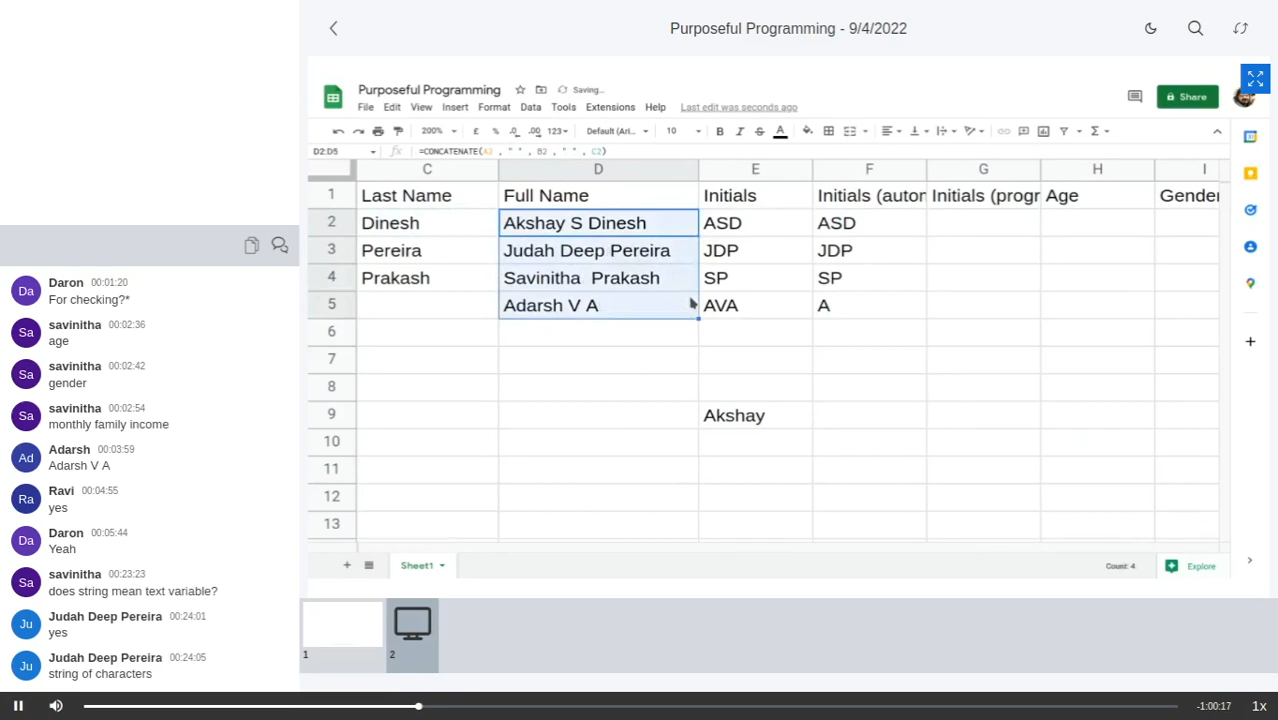 Purposeful Programming - 9/4/2022
Purposeful Programming
Saving...
File Edit View Insert Format Data Tools Extensions Help Last edit was seconds ago
Share
200% £ % .0 .00 123 Default (Ari... 10 B I S A
D2:D5 fx =CONCATENATE(A2 , " " , B2 , " " , C2)
C D E F G H I
1 Last Name Full Name Initials Initials (autor Initials (progr Age Gender
2 Dinesh Akshay S Dinesh ASD ASD
3 Pereira Judah Deep Pereira JDP JDP
4 Prakash Savinitha Prakash SP SP
5 Adarsh V A AVA A
6
7
8
9 Akshay
10
11
12
13
Sheet1
Count: 4
Explore
Da Daron 00:01:20
For checking?*
Sa savinitha 00:02:36
age
Sa savinitha 00:02:42
gender
Sa savinitha 00:02:54
monthly family income
Ad Adarsh 00:03:59
Adarsh V A
Ra Ravi 00:04:55
yes
Da Daron 00:05:44
Yeah
Sa savinitha 00:23:23
does string mean text variable?
Ju Judah Deep Pereira 00:24:01
yes
Ju Judah Deep Pereira 00:24:05
string of characters
1 2
-1:00:17 1x